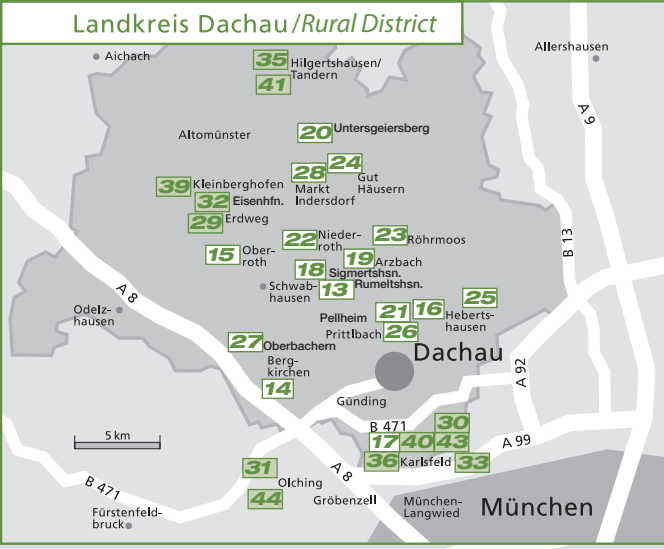 Landkreis Dachau/Rural District
Aichach
35
Hilgertshausen/
Tandern
41
Allershausen
A 9
Altomünster
20
Untersgeiersberg
28
24
Markt
Indersdorf
Gut
Häusern
39
Kleinberghofen
32
Eisenhfn.
29
Erdweg
15
Ober-
roth
22
Nieder-
roth
23
Röhrmoos
19
Arzbach
18
Sigmertshsn.
B 13
Schwab-
hausen
13
Rumeltshsn.
A 8
Odelz-
hausen
Pellheim
21
16
25
Heberts-
hausen
Prittlbach
26
27
Oberbachern
Dachau
Berg-
kirchen
14
A 92
Günding
5 km
B 471
30
17
40
43
A 99
36
Karlsfeld
33
31
A 8
Olching
44
B 471
Gröbenzell
München-
Langwied
München
Fürstenfeld-
bruck